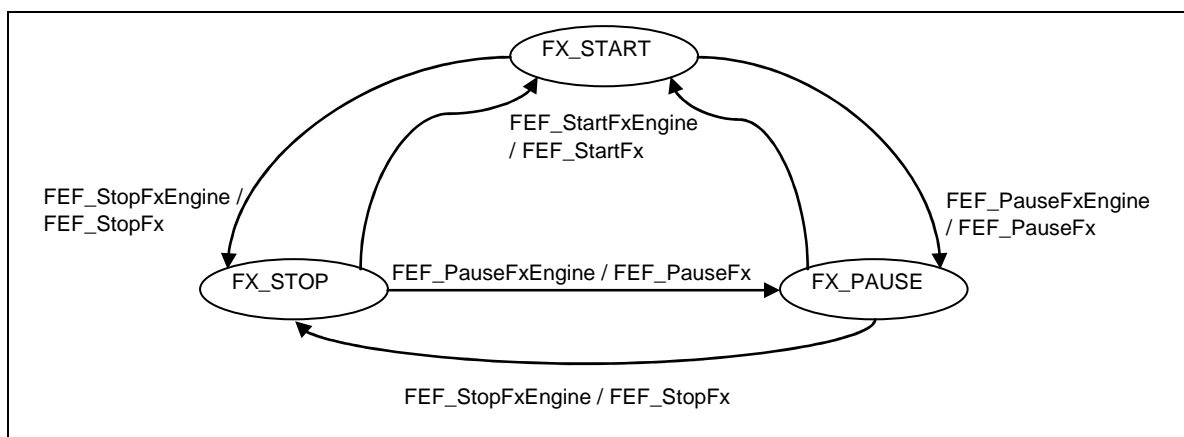 FX_START
FEF_StartFxEngine
/ FEF_StartFx
FEF_StopFxEngine /
FEF_StopFx
FEF_PauseFxEngine
/ FEF_PauseFx
FX_STOP
FEF_PauseFxEngine / FEF_PauseFx
FX_PAUSE
FEF_StopFxEngine / FEF_StopFx